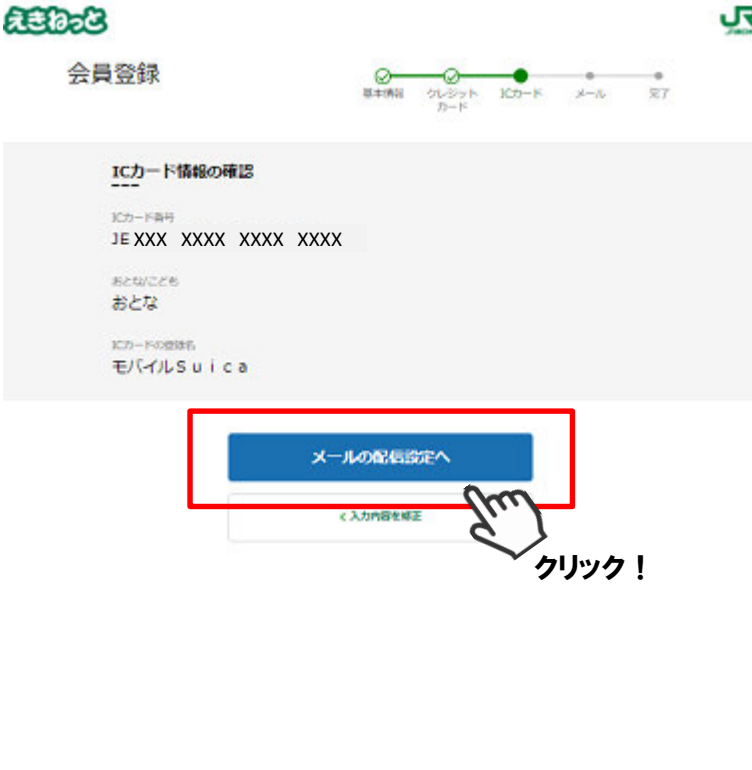 えきねっと
JR
会員登録
基本情報
クレジット
カード
ICカード
メール
完了
ICカード情報の確認
ICカード番号
JE XXX XXXX XXXX XXXX
おとな/こども
おとな
ICカードの登録名
モバイルSuica
メールの配信設定へ
< 入力内容を修正
クリック！